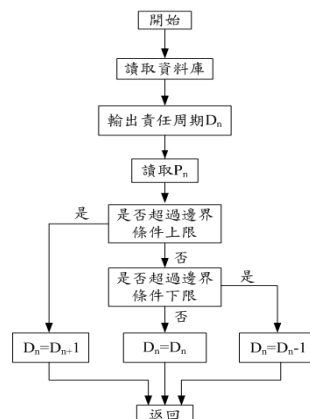 開始
讀取資料庫
輸出責任周期Dₙ
讀取Pₙ
是否超過邊界
條件上限
是
否
是否超過邊界
條件下限
是
否
Dₙ=Dₙ₊1
Dₙ=Dₙ
Dₙ=Dₙ-1
返回